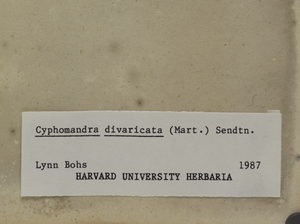 Cyphomandra divaricata (Mart.) Sendtn.
Lynn Bohs 1987
HARVARD UNIVERSITY HERBARIA